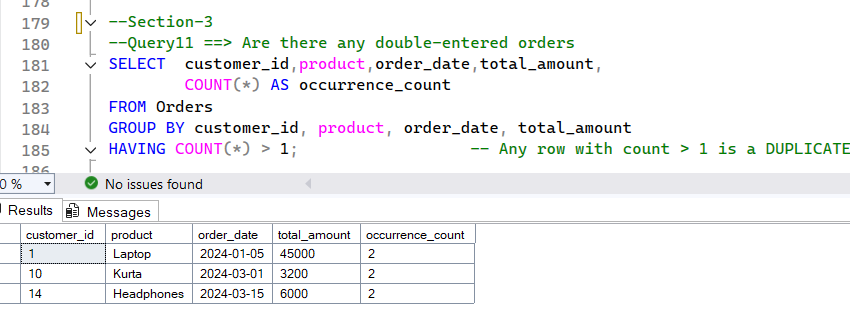 178
179 --Section-3
180 --Query11 ==> Are there any double-entered orders
181 SELECT  customer_id,product,order_date,total_amount,
182         COUNT(*) AS occurrence_count
183 FROM Orders
184 GROUP BY customer_id, product, order_date, total_amount
185 HAVING COUNT(*) > 1;                    -- Any row with count > 1 is a DUPLICATE
186
0 % No issues found
Results Messages
customer_id product order_date total_amount occurrence_count
1 Laptop 2024-01-05 45000 2
10 Kurta 2024-03-01 3200 2
14 Headphones 2024-03-15 6000 2